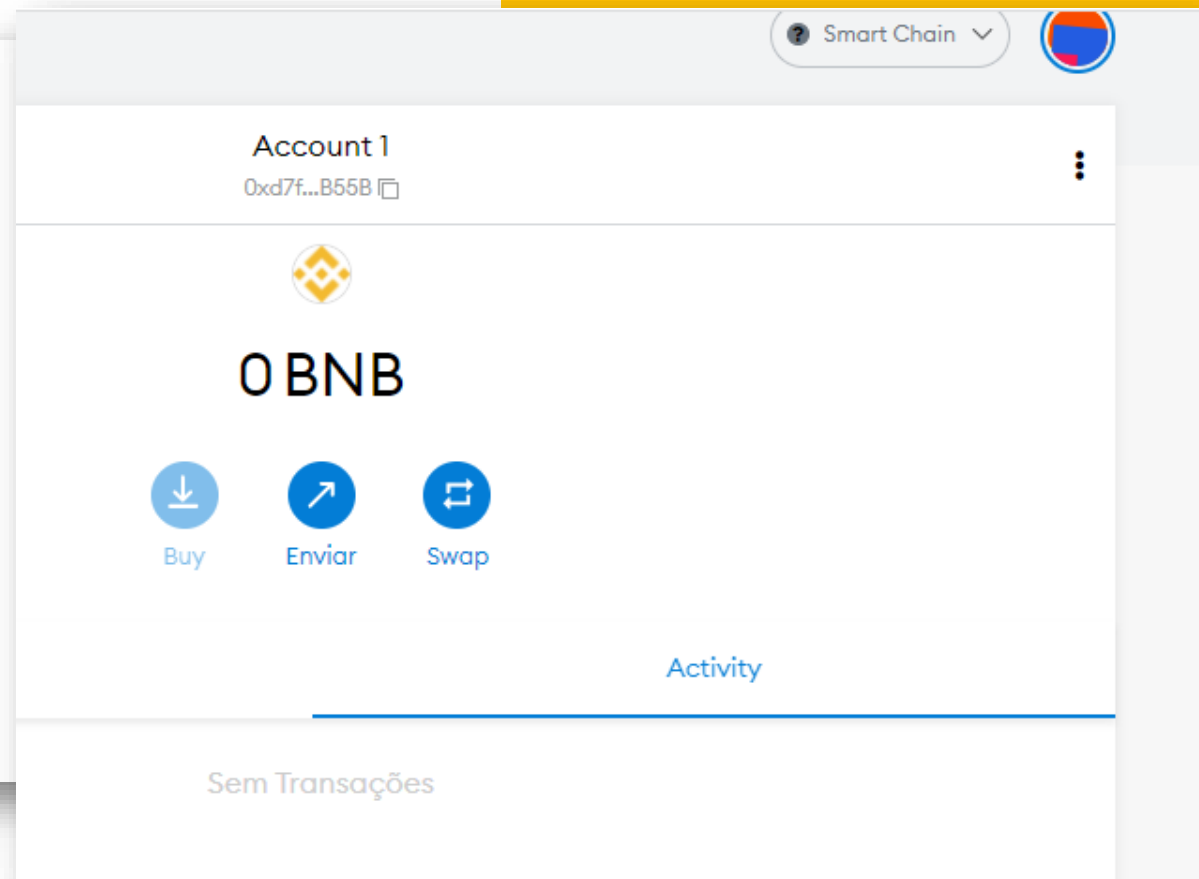 Smart Chain
Account 1
0xd7f...B55B
0 BNB
Buy Enviar Swap
Activity
Sem Transações